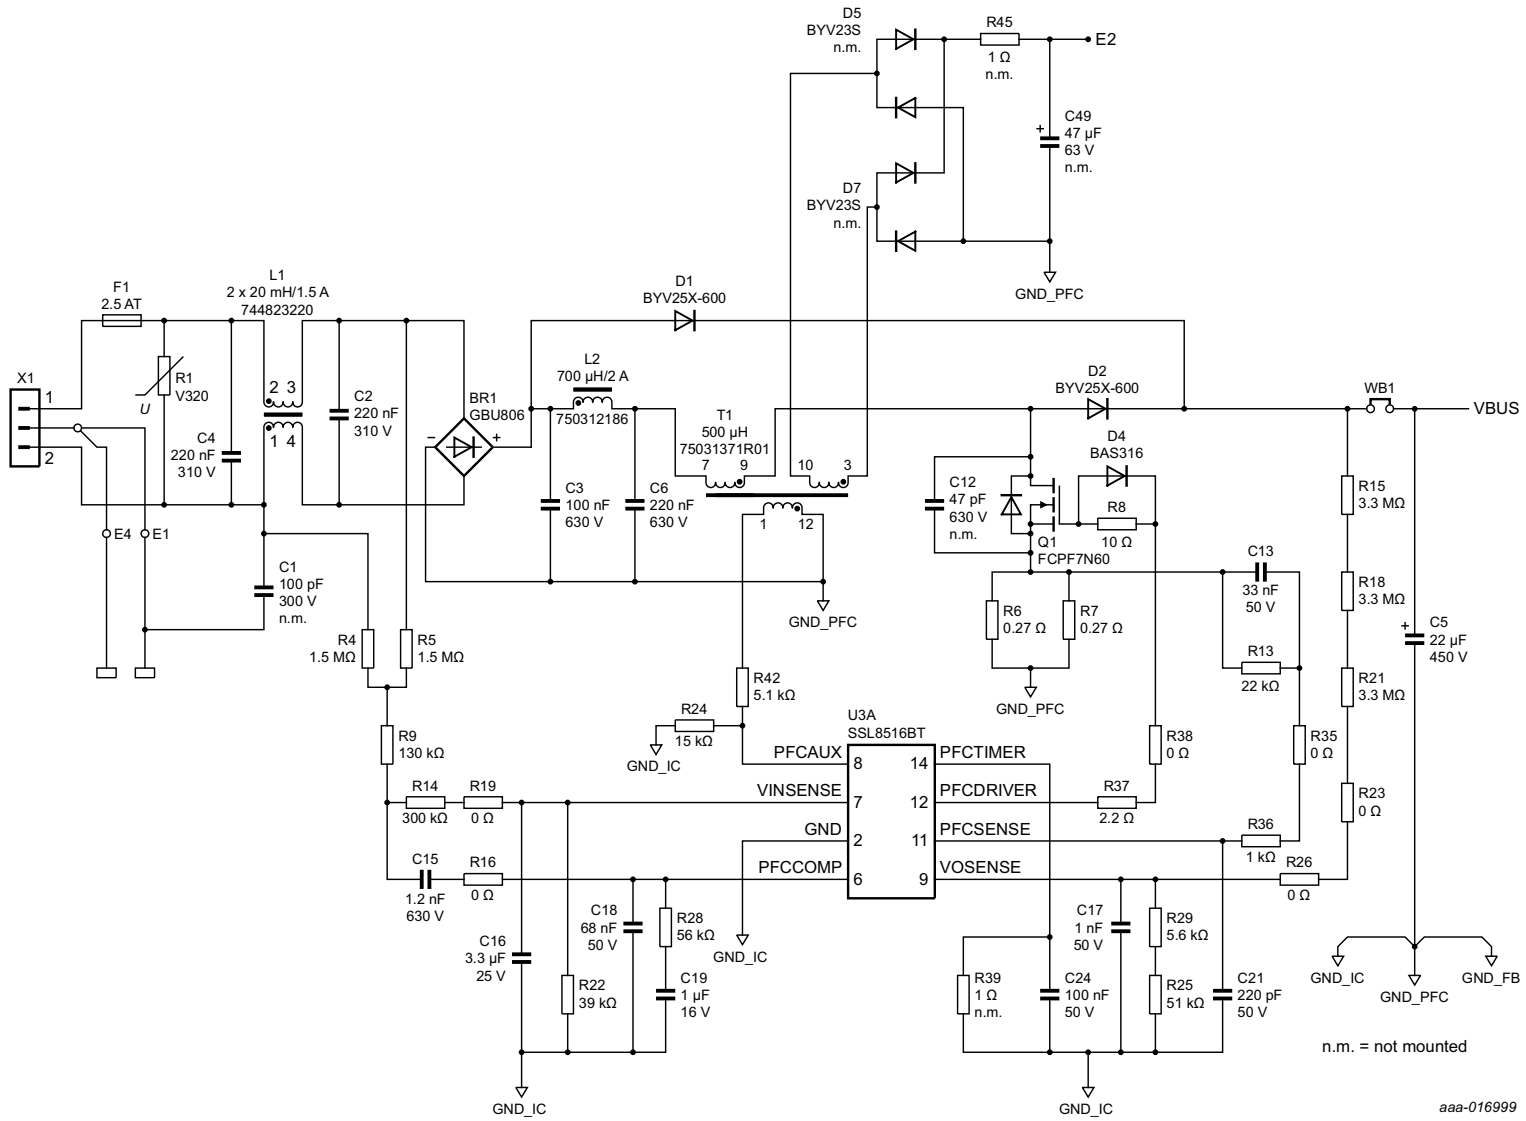 D5
BYV23S
n.m.
R45
1 Ω
n.m.
E2
C49
47 µF
63 V
n.m.
+
D7
BYV23S
n.m.
GND_PFC
L1
2 x 20 mH/1.5 A
744823220
F1
2.5 AT
D1
BYV25X-600
X1
1
2
R1
V320
U
C4
220 nF
310 V
2 3
1 4
C2
220 nF
310 V
BR1
GBU806
−
+
L2
700 µH/2 A
750312186
T1
500 µH
75031371R01
7
9
10
3
1
12
D2
BYV25X-600
WB1
VBUS
D4
BAS316
C3
100 nF
630 V
C6
220 nF
630 V
C12
47 pF
630 V
n.m.
R8
10 Ω
Q1
FCPF7N60
R15
3.3 MΩ
E4
E1
C1
100 pF
300 V
n.m.
GND_PFC
R6
0.27 Ω
R7
0.27 Ω
C13
33 nF
50 V
R18
3.3 MΩ
+
C5
22 µF
450 V
R4
1.5 MΩ
R5
1.5 MΩ
R13
22 kΩ
R42
5.1 kΩ
R21
3.3 MΩ
GND_PFC
R24
15 kΩ
GND_IC
U3A
SSL8516BT
R9
130 kΩ
R38
0 Ω
R35
0 Ω
PFCAUX
8
14
PFCTIMER
R14
300 kΩ
R19
0 Ω
VINSENSE
7
12
PFCDRIVER
R37
2.2 Ω
R23
0 Ω
GND
2
11
PFCSENSE
R36
1 kΩ
C15
1.2 nF
630 V
R16
0 Ω
PFCCOMP
6
9
VOSENSE
R26
0 Ω
C16
3.3 µF
25 V
C18
68 nF
50 V
R28
56 kΩ
GND_IC
C17
1 nF
50 V
R29
5.6 kΩ
R22
39 kΩ
C19
1 µF
16 V
R39
1 Ω
n.m.
C24
100 nF
50 V
R25
51 kΩ
C21
220 pF
50 V
GND_IC
GND_PFC
GND_FB
GND_IC
GND_IC
n.m. = not mounted
aaa-016999